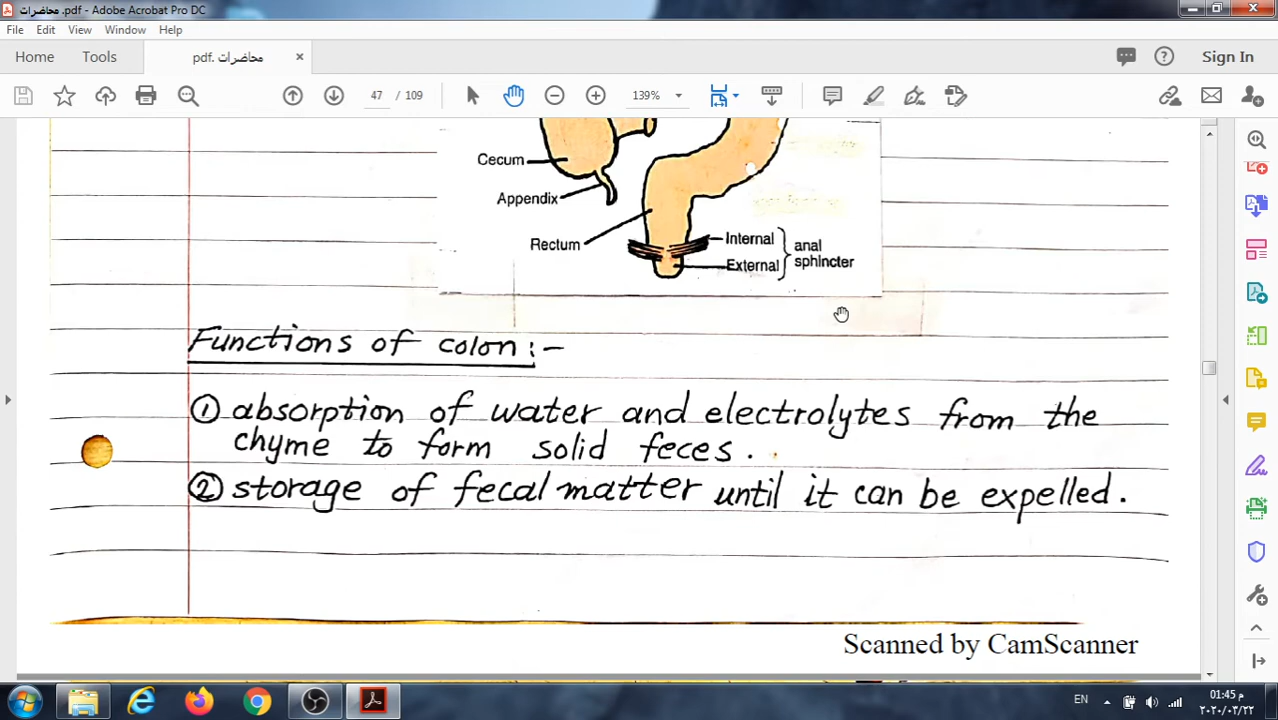 محاضرات .pdf - Adobe Acrobat Pro DC
File Edit View Window Help
Home Tools محاضرات .pdf × Sign In
47 / 109 139%
Cecum
Appendix
Rectum
Internal
External
anal
sphincter
Functions of colon :-
① absorption of water and electrolytes from the
chyme to form solid feces.
② storage of fecal matter until it can be expelled.
Scanned by CamScanner
EN
01:45 م
٢٠٢٠/٠٣/٢٢